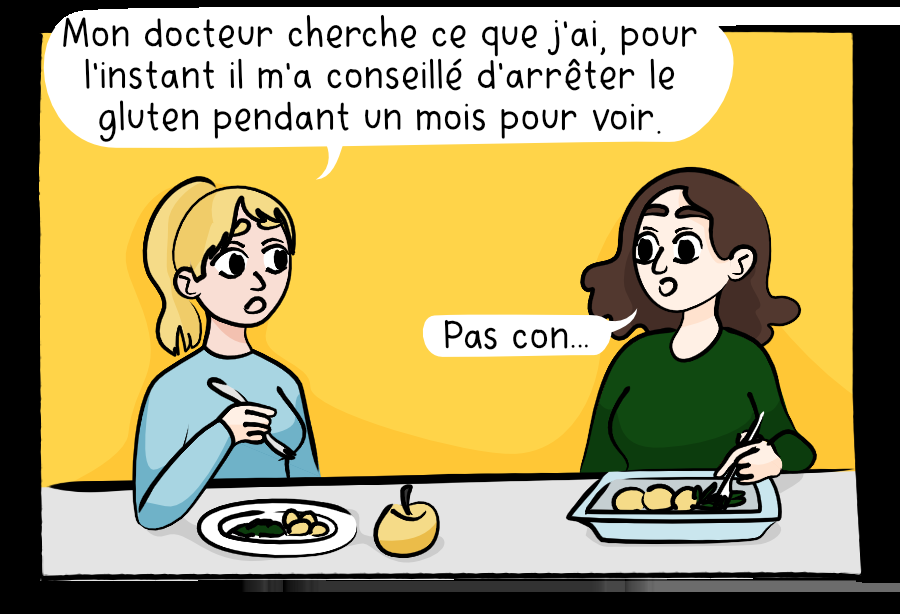 Mon docteur cherche ce que j'ai, pour
l'instant il m'a conseillé d'arrêter le
gluten pendant un mois pour voir.
Pas con...